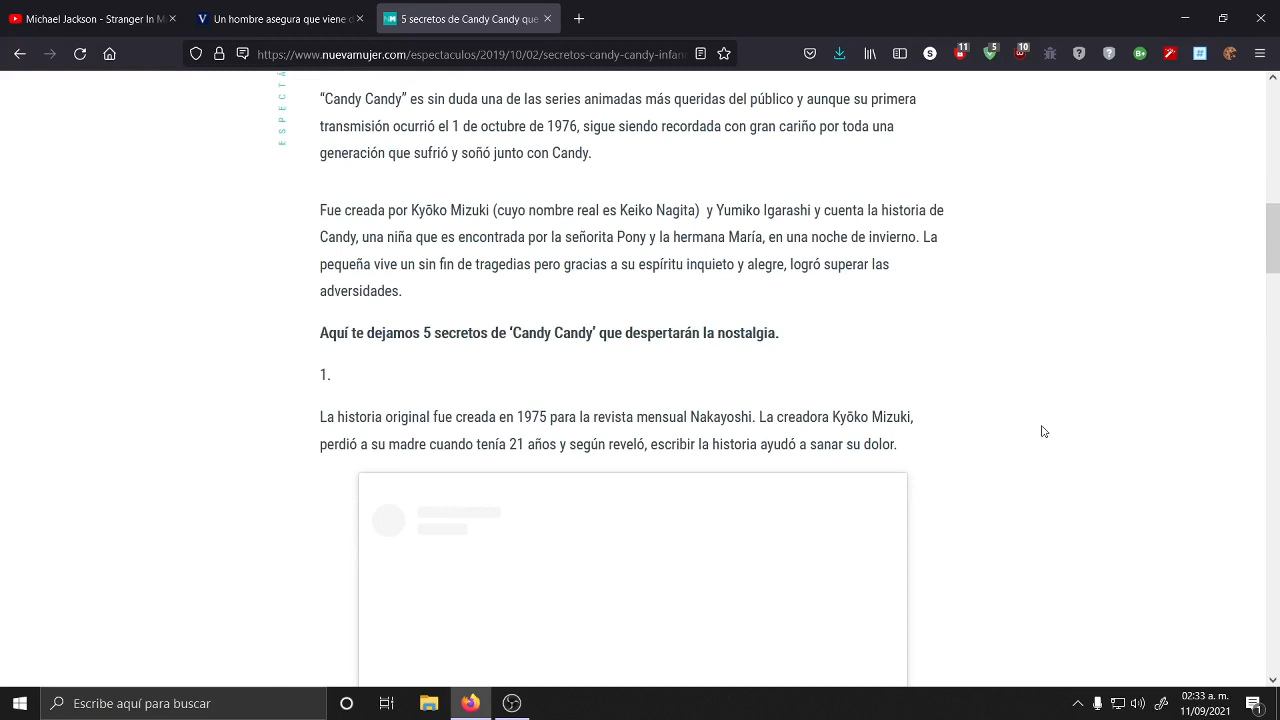 Michael Jackson - Stranger In M
Un hombre asegura que viene d
5 secretos de Candy Candy que
https://www.nuevamujer.com/espectaculos/2019/10/02/secretos-candy-candy-infan
11
5
10
ESPECTÁ
“Candy Candy” es sin duda una de las series animadas más queridas del público y aunque su primera
transmisión ocurrió el 1 de octubre de 1976, sigue siendo recordada con gran cariño por toda una
generación que sufrió y soñó junto con Candy.
Fue creada por Kyōko Mizuki (cuyo nombre real es Keiko Nagita)  y Yumiko Igarashi y cuenta la historia de
Candy, una niña que es encontrada por la señorita Pony y la hermana María, en una noche de invierno. La
pequeña vive un sin fin de tragedias pero gracias a su espíritu inquieto y alegre, logró superar las
adversidades.
Aquí te dejamos 5 secretos de ‘Candy Candy’ que despertarán la nostalgia.
1.
La historia original fue creada en 1975 para la revista mensual Nakayoshi. La creadora Kyōko Mizuki,
perdió a su madre cuando tenía 21 años y según reveló, escribir la historia ayudó a sanar su dolor.
Escribe aquí para buscar
02:33 a. m.
11/09/2021